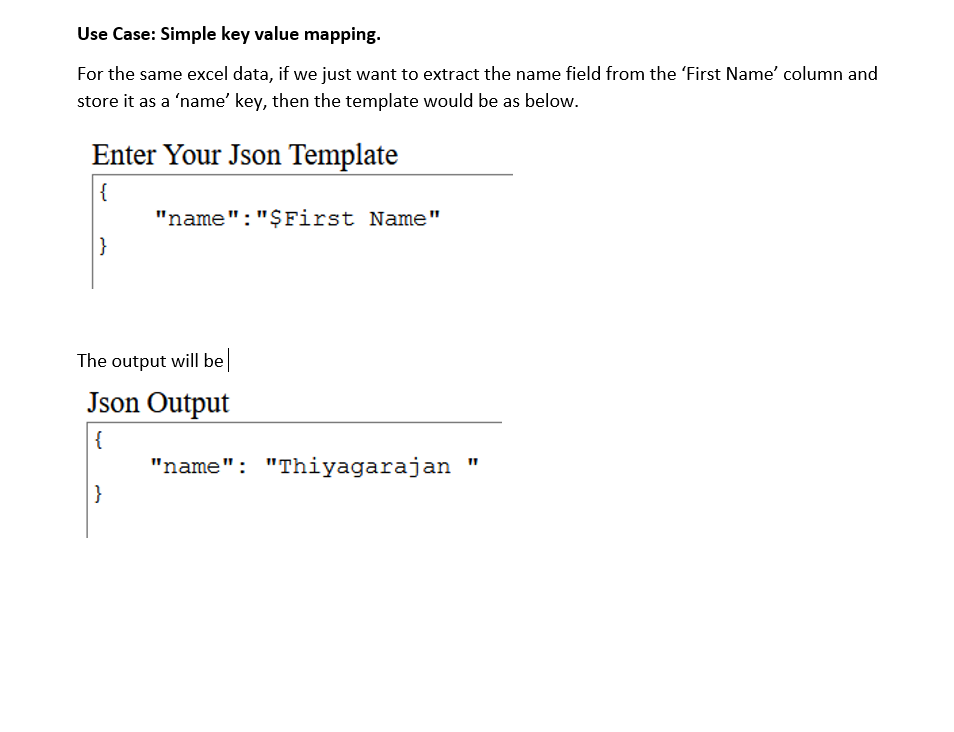 Use Case: Simple key value mapping.
For the same excel data, if we just want to extract the name field from the ‘First Name’ column and
store it as a ‘name’ key, then the template would be as below.
Enter Your Json Template
{
"name":"$First Name"
}
The output will be
Json Output
{
"name": "Thiyagarajan "
}